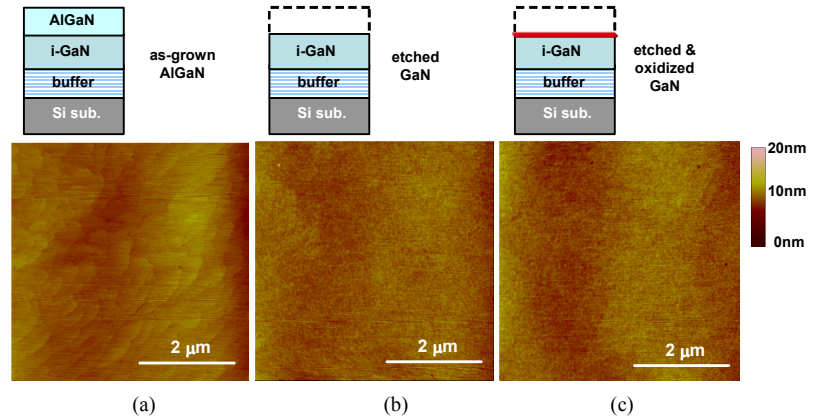 AlGaN
i-GaN
buffer
Si sub.
as-grown
AlGaN
i-GaN
buffer
Si sub.
etched
GaN
i-GaN
buffer
Si sub.
etched &
oxidized
GaN
20nm
10nm
0nm
2 μm
2 μm
2 μm
(a)
(b)
(c)